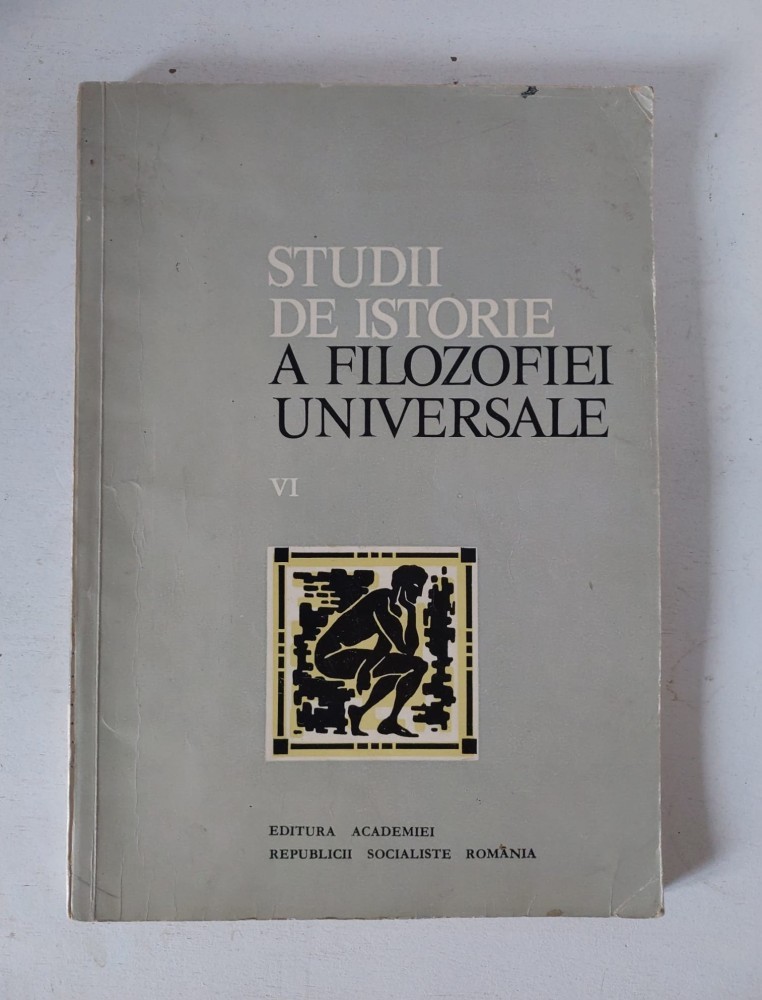 STUDII
DE ISTORIE
A FILOZOFIEI
UNIVERSALE
VI
EDITURA ACADEMIEI
REPUBLICII SOCIALISTE ROMÂNIA